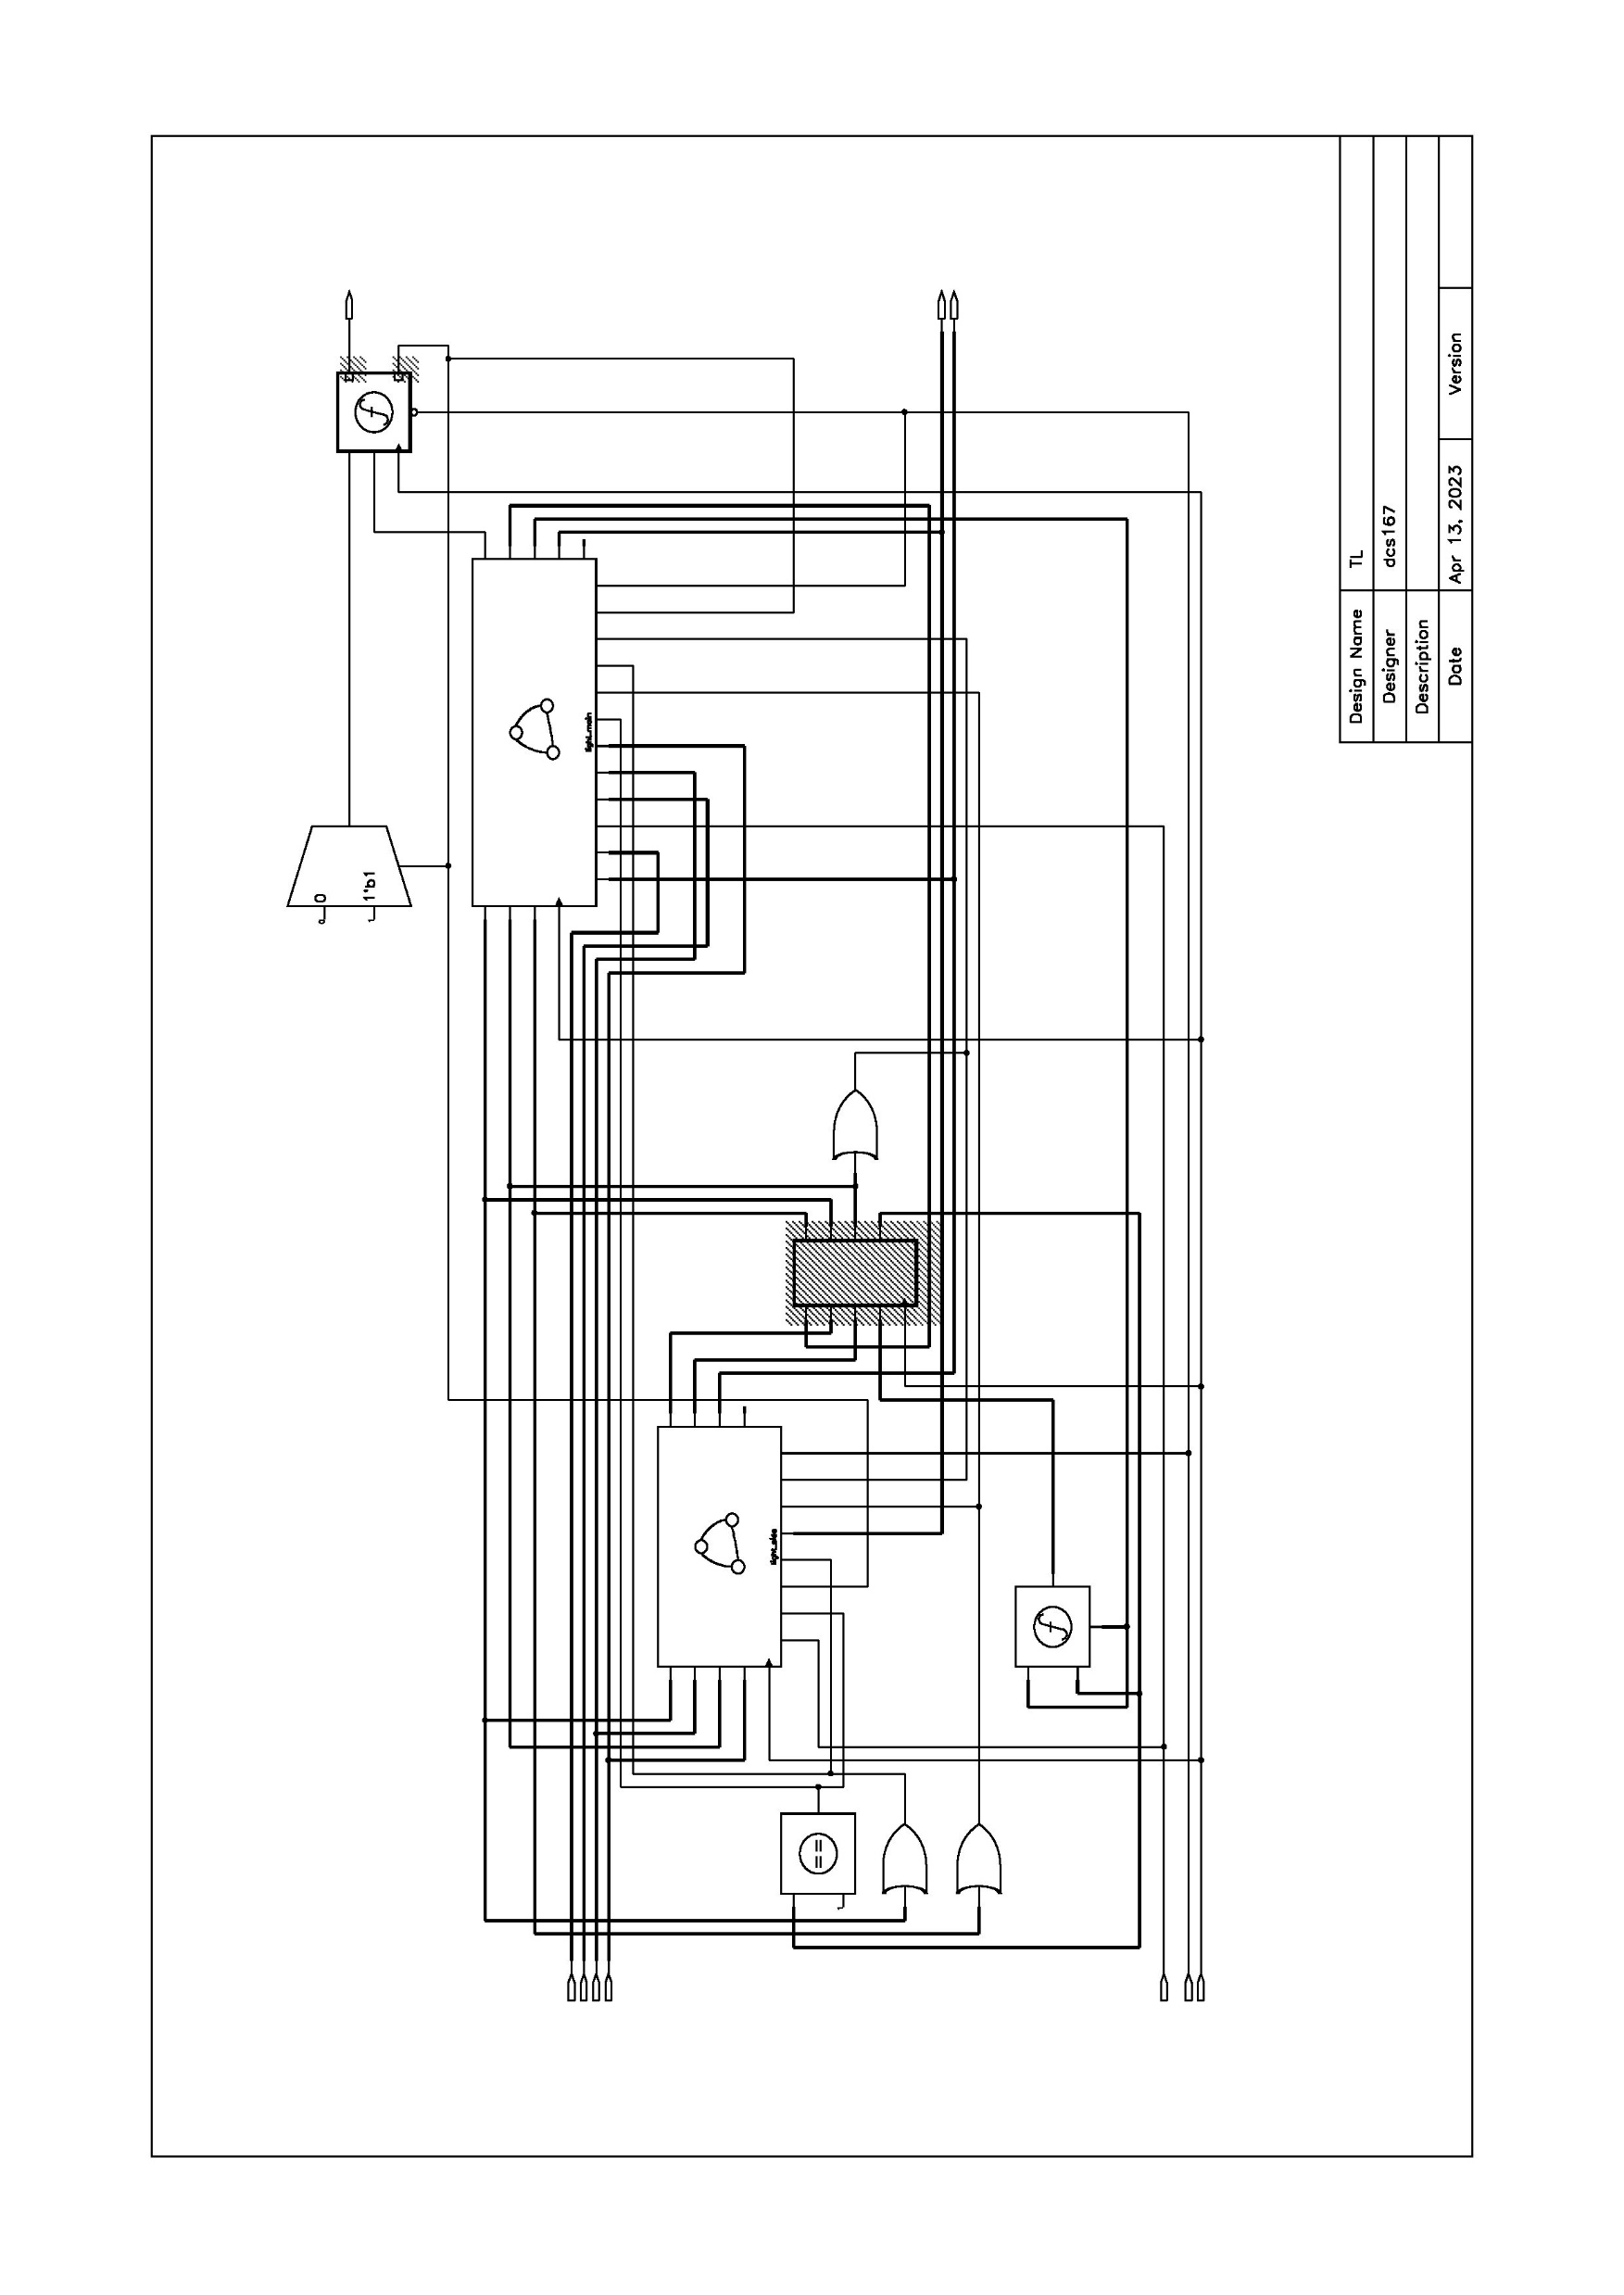 Design Name TL
Designer dcs167
Description
Date Apr 13, 2023 Version
0
1'b1
light_main
light_side
==